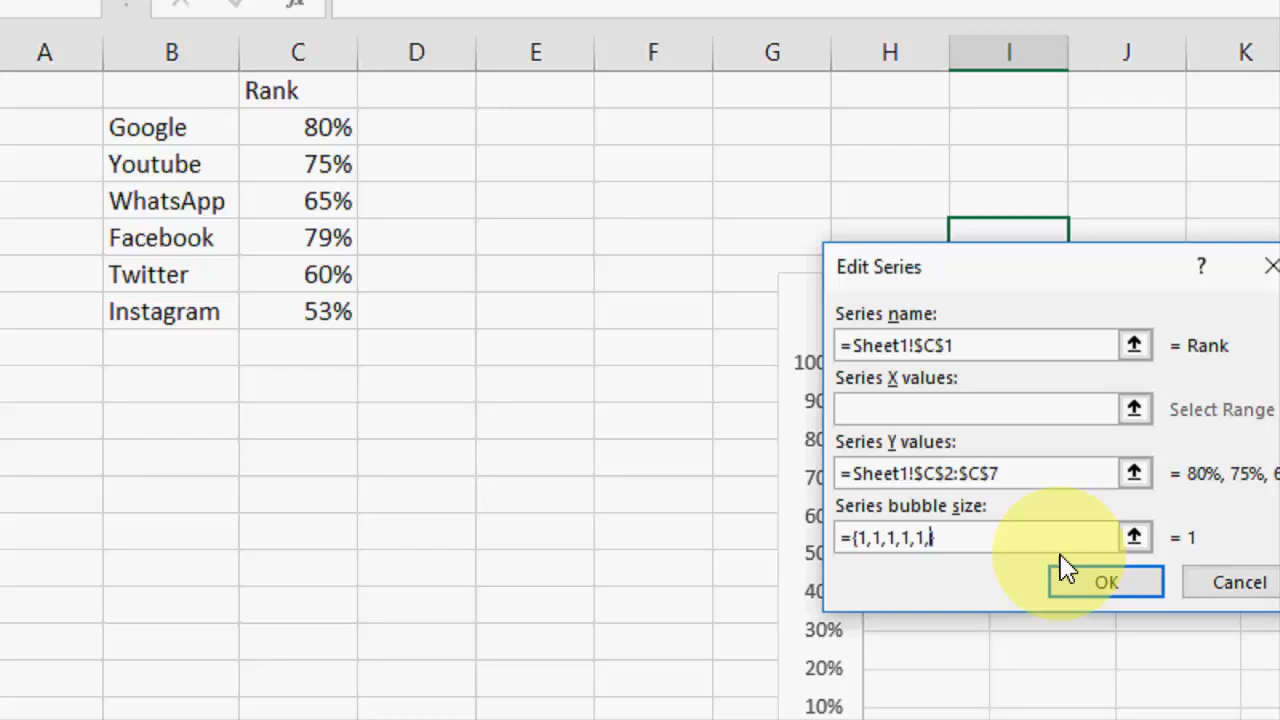 A B C D E F G H I J K
Rank
Google 80%
Youtube 75%
WhatsApp 65%
Facebook 79%
Twitter 60%
Instagram 53%
Edit Series ?
Series name:
=Sheet1!$C$1 = Rank
Series X values:
Select Range
Series Y values:
=Sheet1!$C$2:$C$7 = 80%, 75%, 6
Series bubble size:
={1,1,1,1,1,} = 1
OK Cancel
100
90
80
70
60
50
40
30%
20%
10%